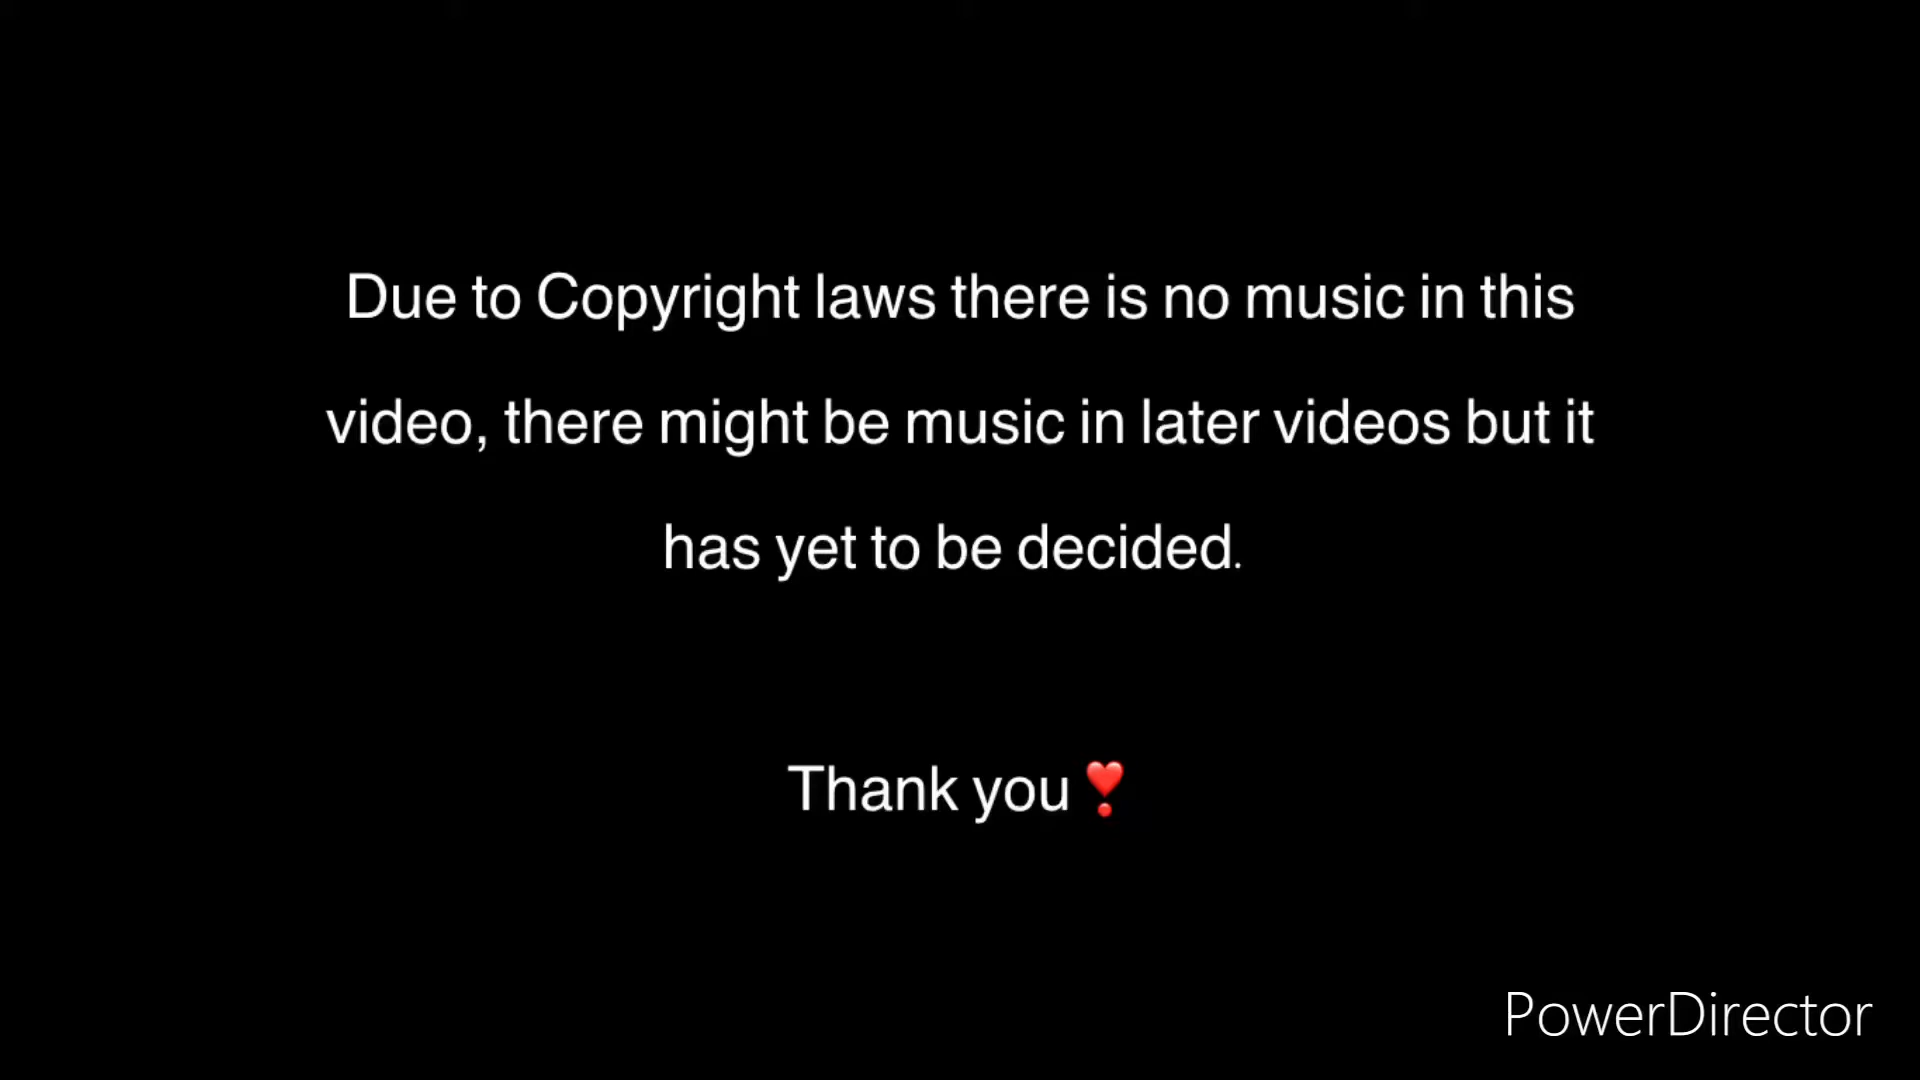 Due to Copyright laws there is no music in this
video, there might be music in later videos but it
has yet to be decided.
Thank you❣️
PowerDirector